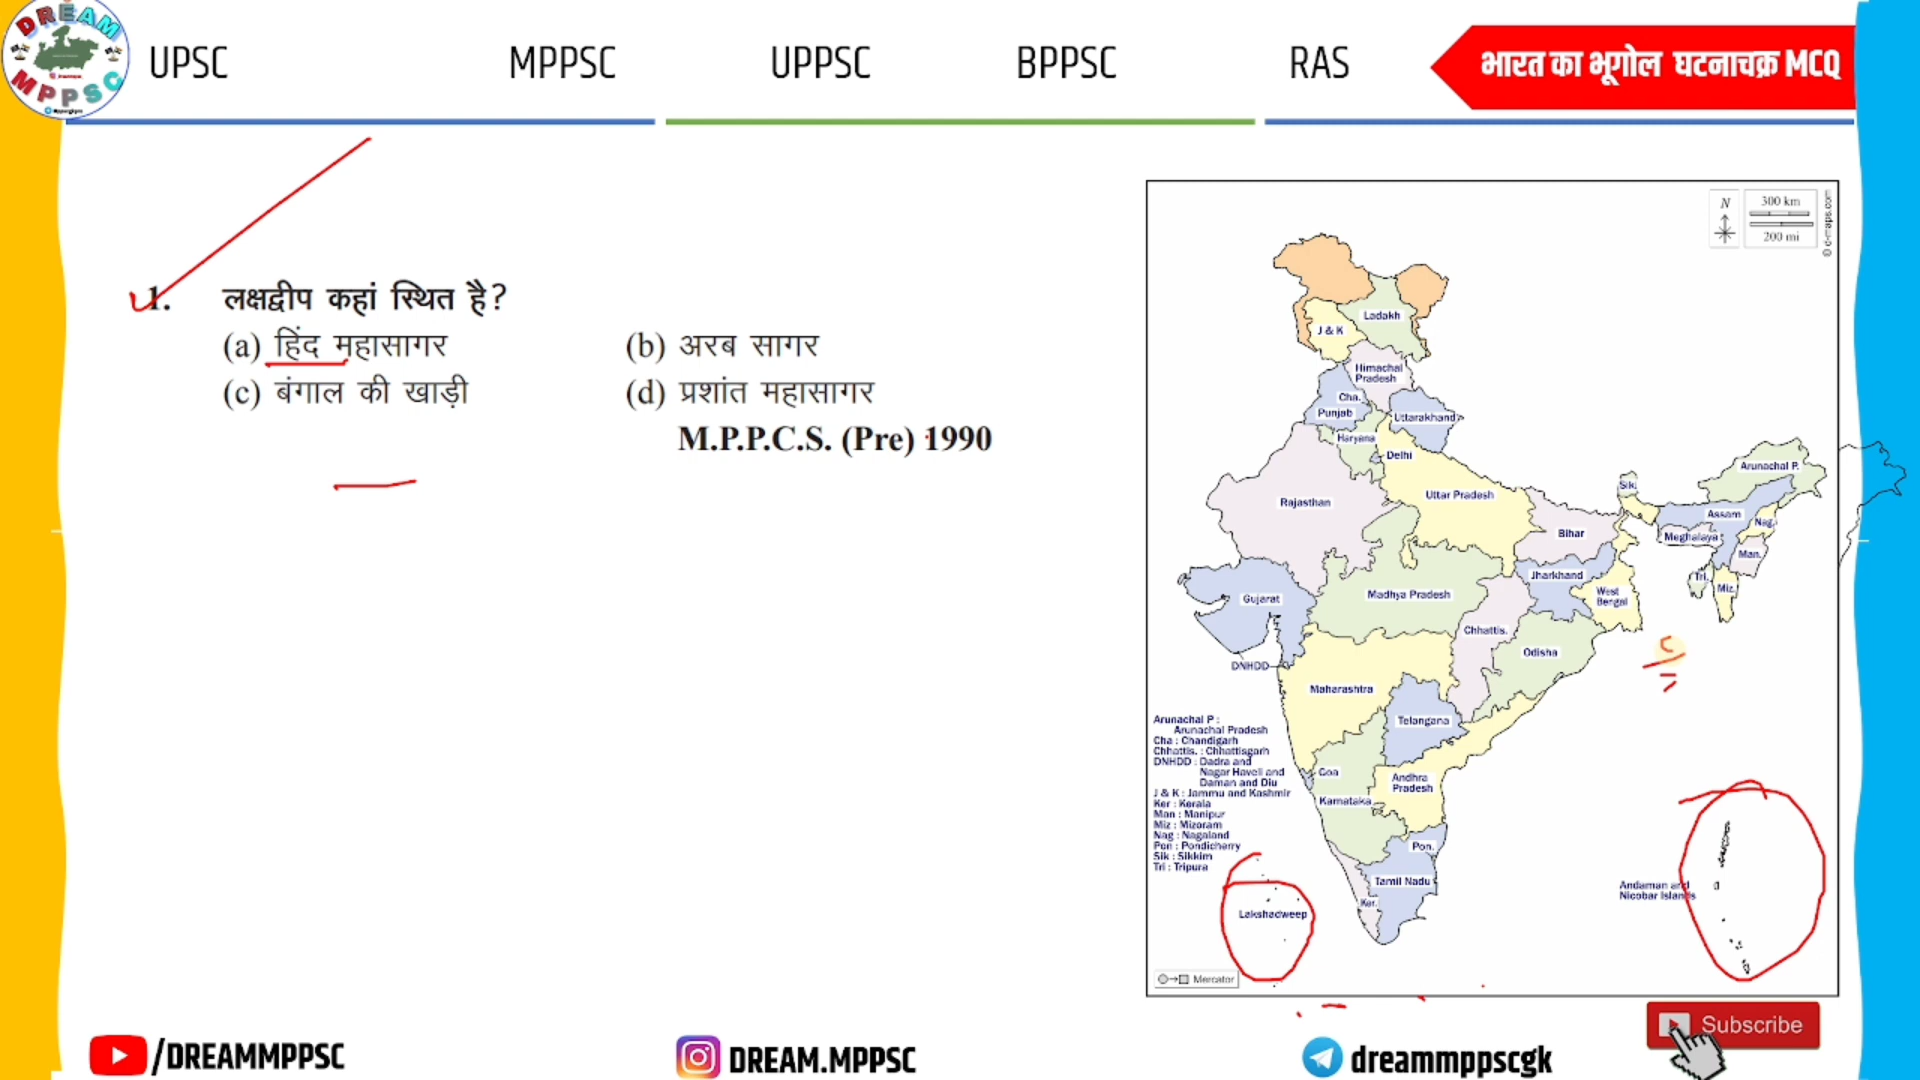 DREAM
MPPSC
UPSC
MPPSC
UPPSC
BPPSC
RAS
भारत का भूगोल घटनाचक्र MCQ
1. लक्षद्वीप कहां स्थित है?
(a) हिंद महासागर
(b) अरब सागर
(c) बंगाल की खाड़ी
(d) प्रशांत महासागर
M.P.P.C.S. (Pre) 1990
N
300 km
200 mi
© d-maps.com
Ladakh
J & K
Himachal
Pradesh
Cha.
Punjab
Uttarakhand
Haryana
Delhi
Arunachal P.
Sik.
Rajasthan
Uttar Pradesh
Assam
Nag.
Bihar
Meghalaya
Man.
Jharkhand
Tri.
Miz.
Gujarat
Madhya Pradesh
West
Bengal
Chhattis.
Odisha
DNHDD
Maharashtra
Telangana
Arunachal P :
Arunachal Pradesh
Cha : Chandigarh
Chhattis. : Chhattisgarh
DNHDD : Dadra and
Nagar Haveli and
Daman and Diu
J & K : Jammu and Kashmir
Ker : Kerala
Man : Manipur
Miz : Mizoram
Nag : Nagaland
Pon : Pondicherry
Sik : Sikkim
Tri : Tripura
Goa
Andhra
Pradesh
Karnataka
Pon.
Tamil Nadu
Ker.
Lakshadweep
Andaman and
Nicobar Islands
Mercator
Subscribe
/DREAMMPPSC
DREAM.MPPSC
dreammppscgk